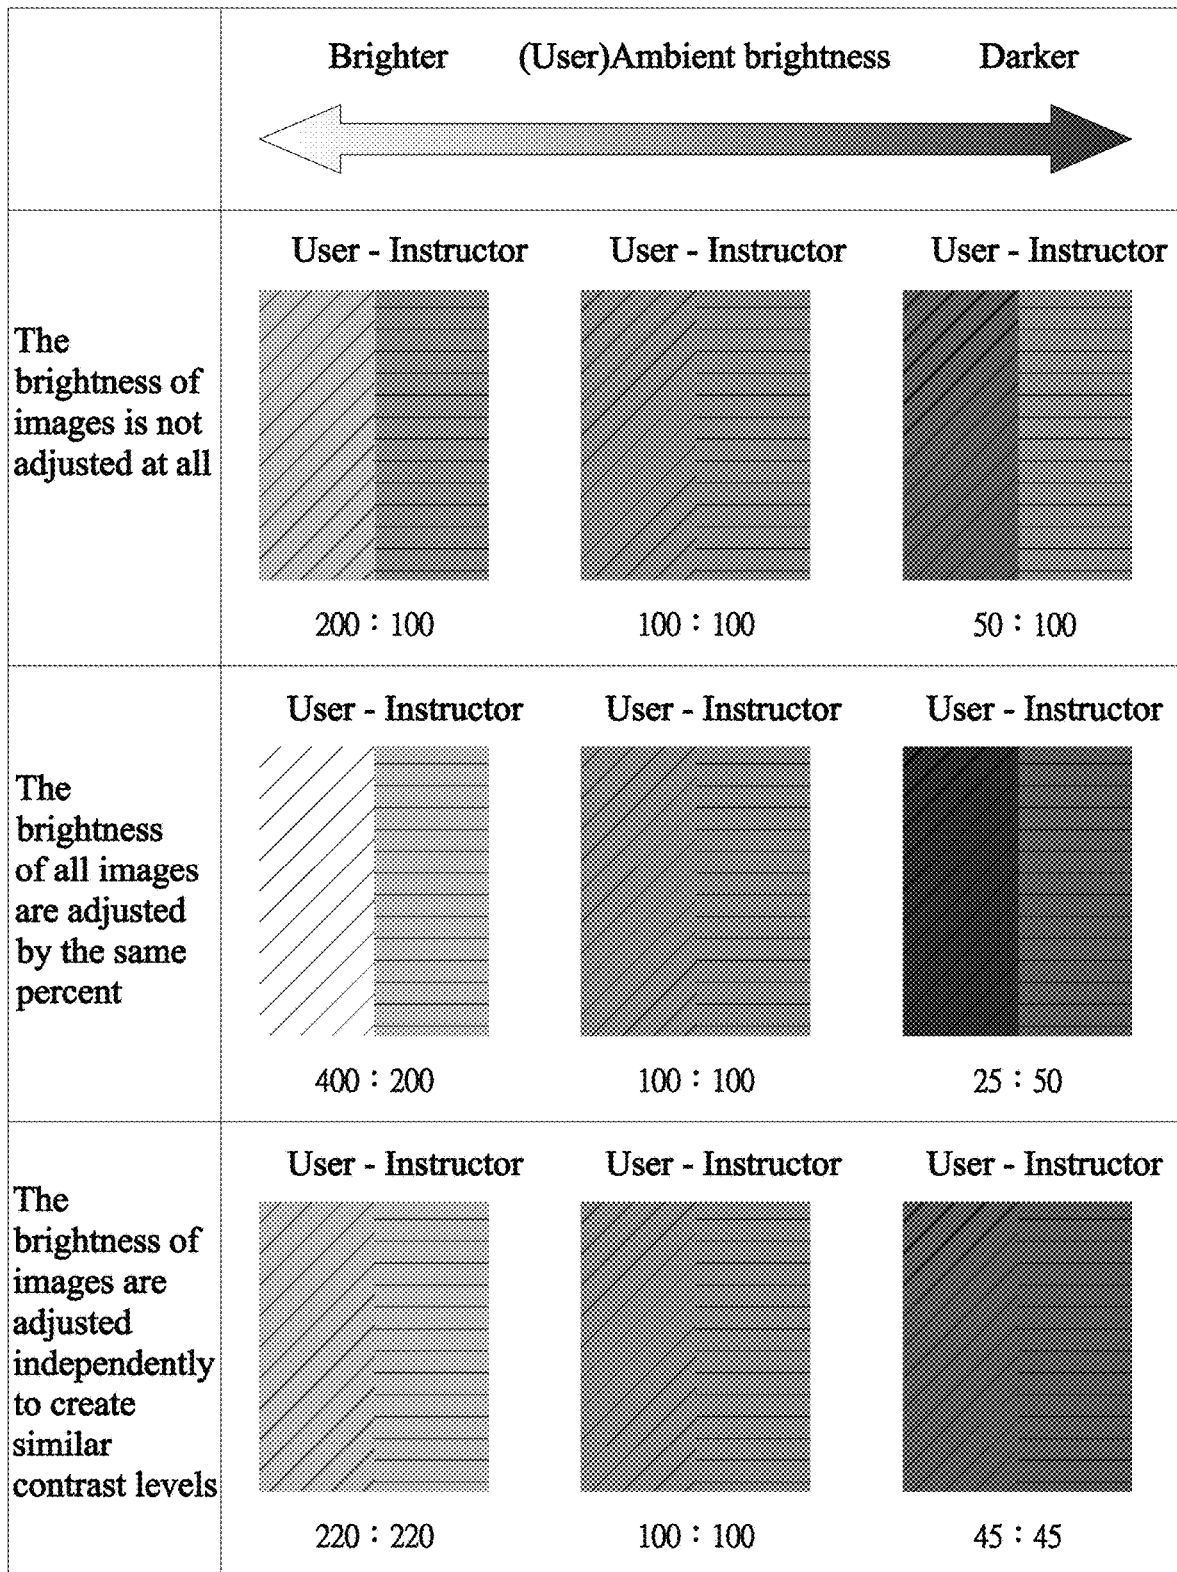 Brighter (User)Ambient brightness Darker
The
brightness of
images is not
adjusted at all
User - Instructor User - Instructor User - Instructor
200 : 100 100 : 100 50 : 100
The
brightness
of all images
are adjusted
by the same
percent
User - Instructor User - Instructor User - Instructor
400 : 200 100 : 100 25 : 50
The
brightness of
images are
adjusted
independently
to create
similar
contrast levels
User - Instructor User - Instructor User - Instructor
220 : 220 100 : 100 45 : 45